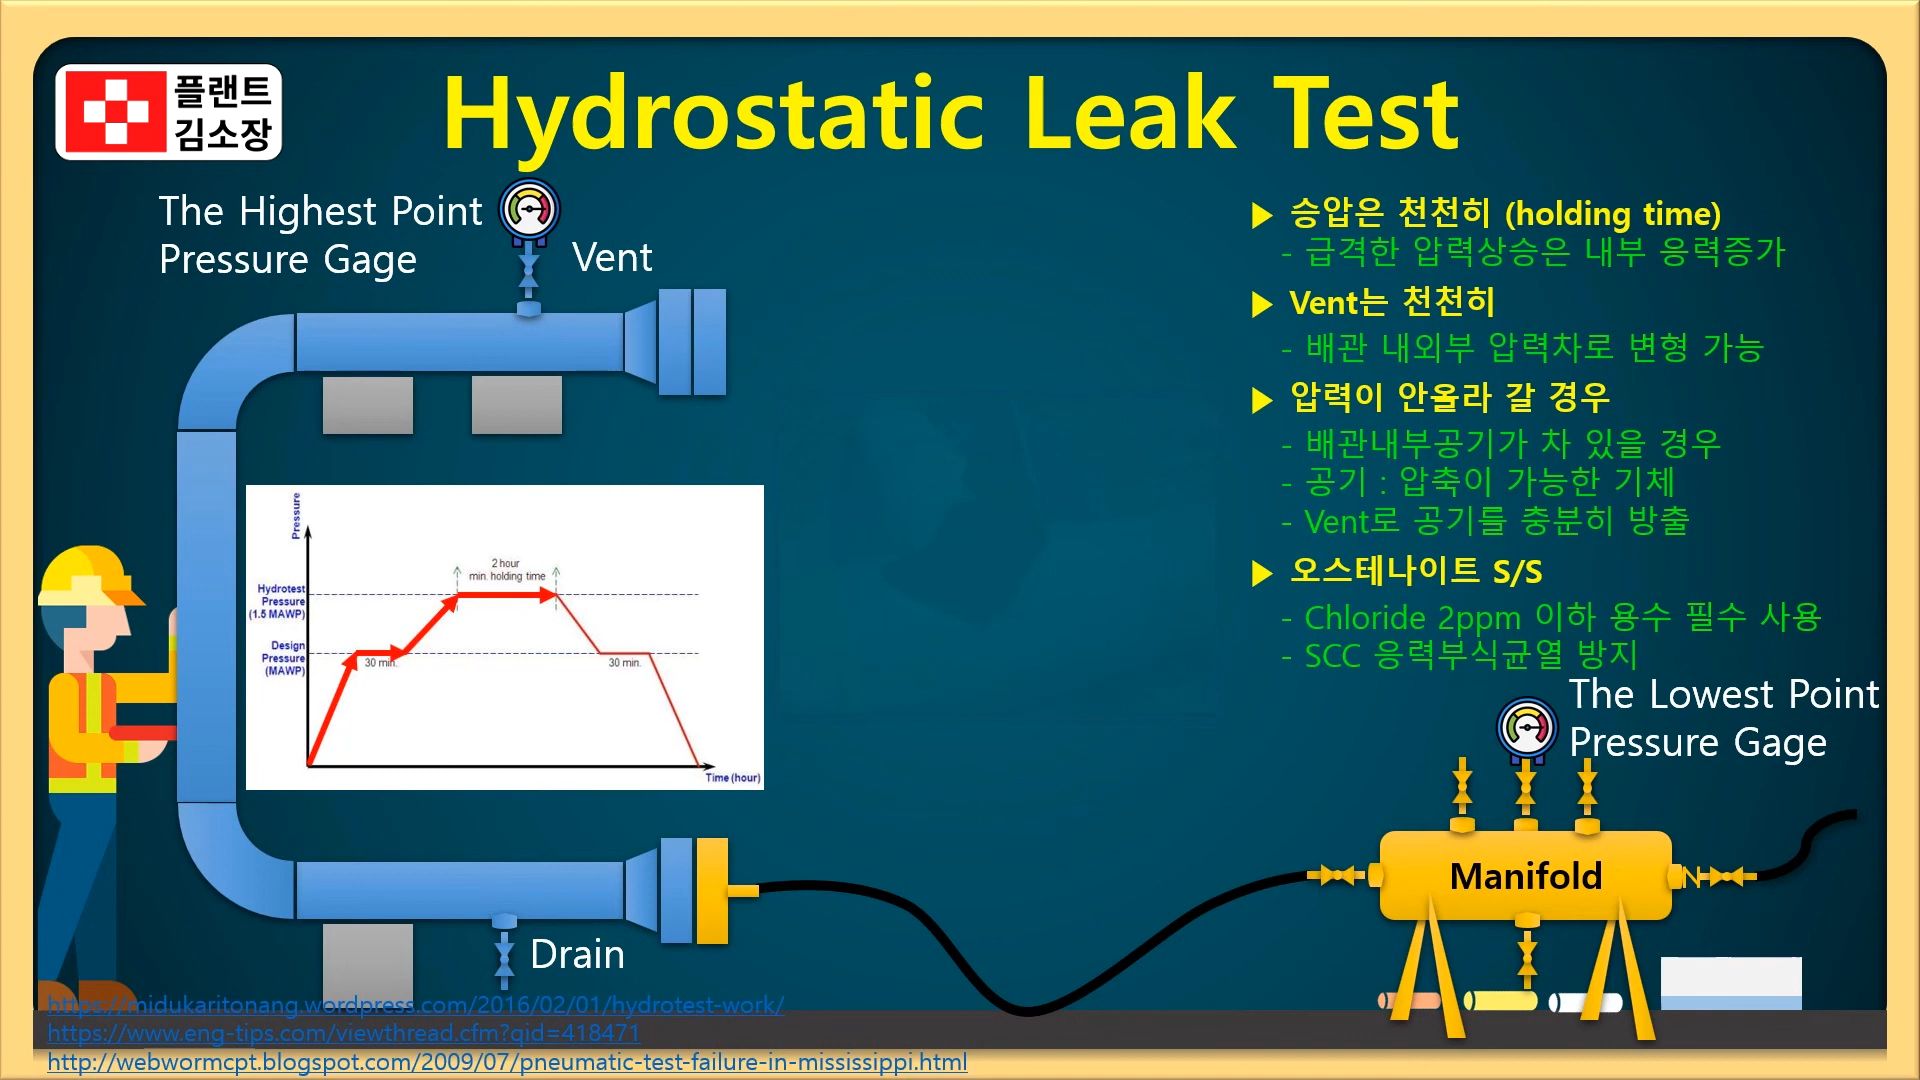 플랜트
김소장
Hydrostatic Leak Test
The Highest Point
Pressure Gage
Vent
▶ 승압은 천천히 (holding time)
- 급격한 압력상승은 내부 응력증가
▶ Vent는 천천히
- 배관 내외부 압력차로 변형 가능
▶ 압력이 안올라 갈 경우
- 배관내부공기가 차 있을 경우
- 공기 : 압축이 가능한 기체
- Vent로 공기를 충분히 방출
▶ 오스테나이트 S/S
- Chloride 2ppm 이하 용수 필수 사용
- SCC 응력부식균열 방지
Pressure
2 hour
min. holding time
Hydrotest
Pressure
(1.5 MAWP)
Design
Pressure
(MAWP)
30 min.
30 min.
Time (hour)
The Lowest Point
Pressure Gage
Manifold
N
Drain
https://midukaritonang.wordpress.com/2016/02/01/hydrotest-work/
https://www.eng-tips.com/viewthread.cfm?qid=418471
http://webwormcpt.blogspot.com/2009/07/pneumatic-test-failure-in-mississippi.html